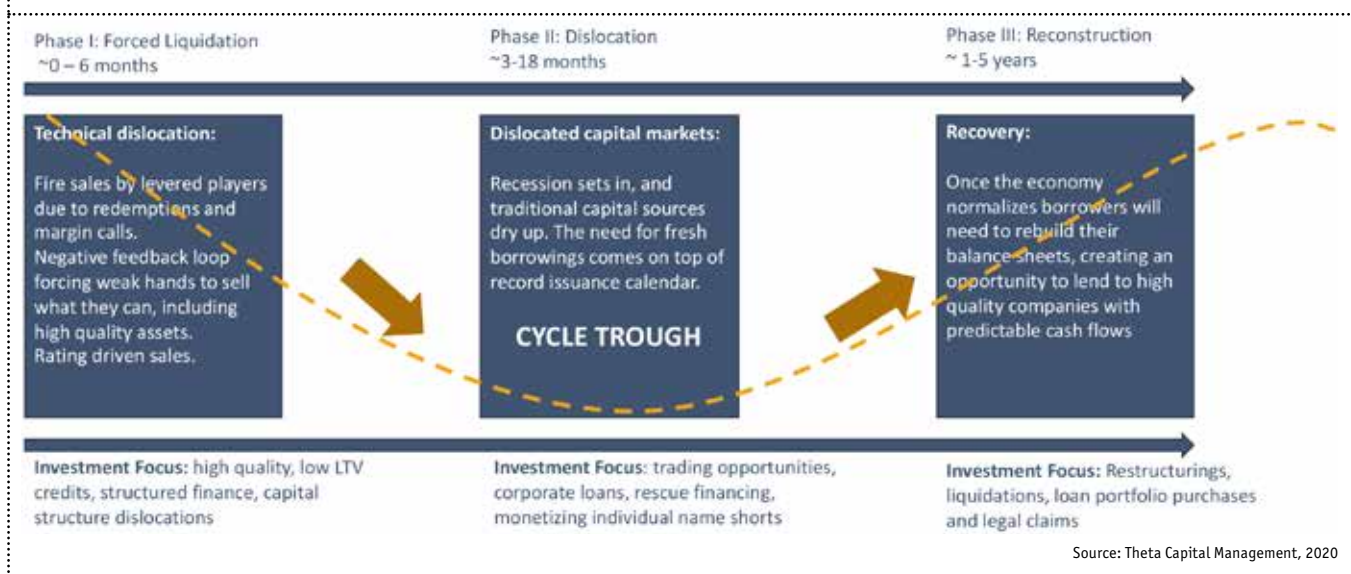 Phase I: Forced Liquidation
~0 – 6 months
Phase II: Dislocation
~3-18 months
Phase III: Reconstruction
~ 1-5 years
Technical dislocation:
Fire sales by levered players
due to redemptions and
margin calls.
Negative feedback loop
forcing weak hands to sell
what they can, including
high quality assets.
Rating driven sales.
Dislocated capital markets:
Recession sets in, and
traditional capital sources
dry up. The need for fresh
borrowings comes on top of
record issuance calendar.
CYCLE TROUGH
Recovery:
Once the economy
normalizes borrowers will
need to rebuild their
balance sheets, creating an
opportunity to lend to high
quality companies with
predictable cash flows
Investment Focus: high quality, low LTV
credits, structured finance, capital
structure dislocations
Investment Focus: trading opportunities,
corporate loans, rescue financing,
monetizing individual name shorts
Investment Focus: Restructurings,
liquidations, loan portfolio purchases
and legal claims
Source: Theta Capital Management, 2020